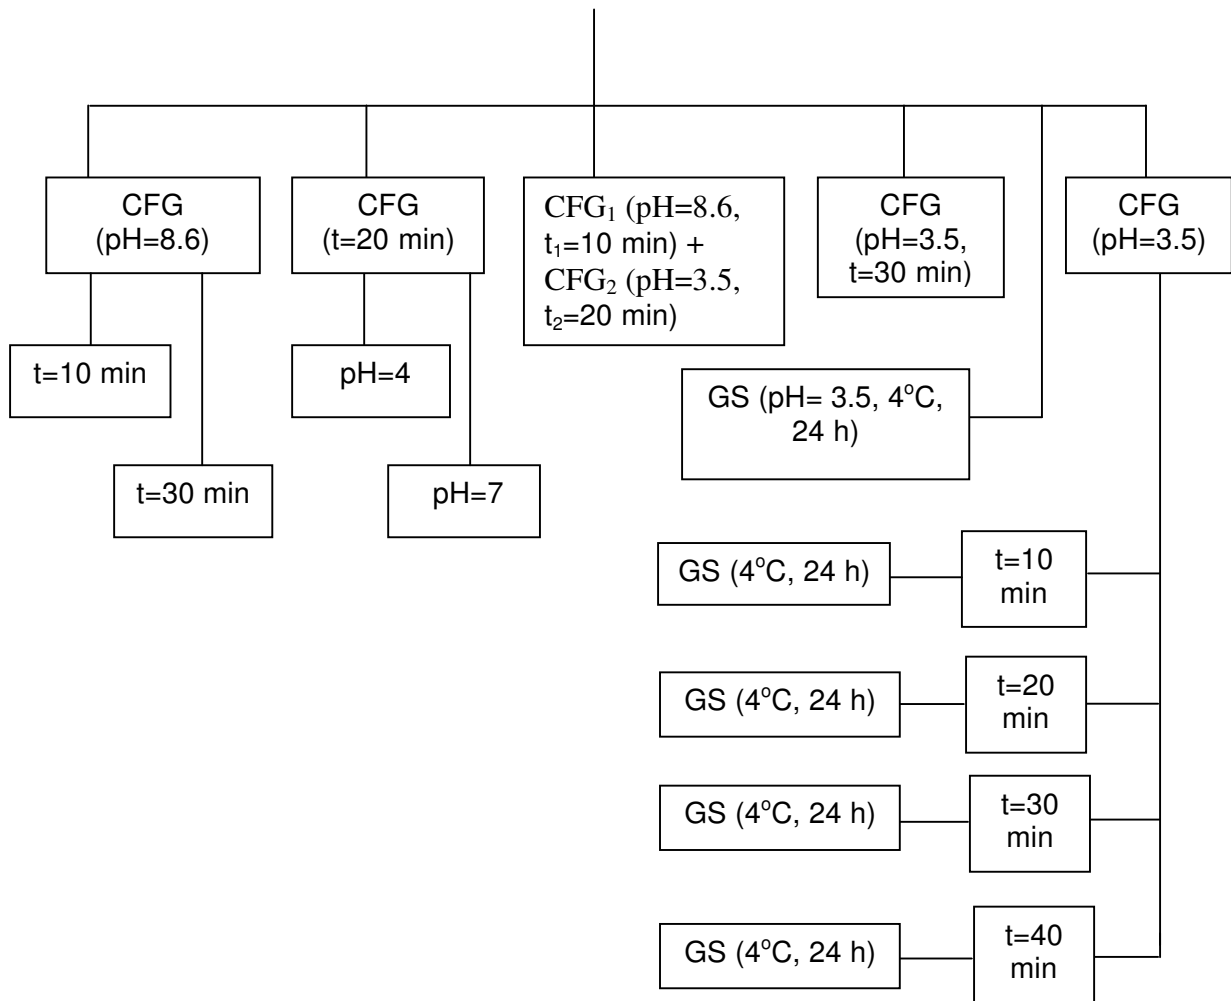 CFG
(pH=8.6)
CFG
(t=20 min)
CFG₁ (pH=8.6,
t₁=10 min) +
CFG₂ (pH=3.5,
t₂=20 min)
CFG
(pH=3.5,
t=30 min)
CFG
(pH=3.5)
t=10 min
pH=4
GS (pH= 3.5, 4°C,
24 h)
t=30 min
pH=7
GS (4°C, 24 h)
t=10
min
GS (4°C, 24 h)
t=20
min
GS (4°C, 24 h)
t=30
min
GS (4°C, 24 h)
t=40
min